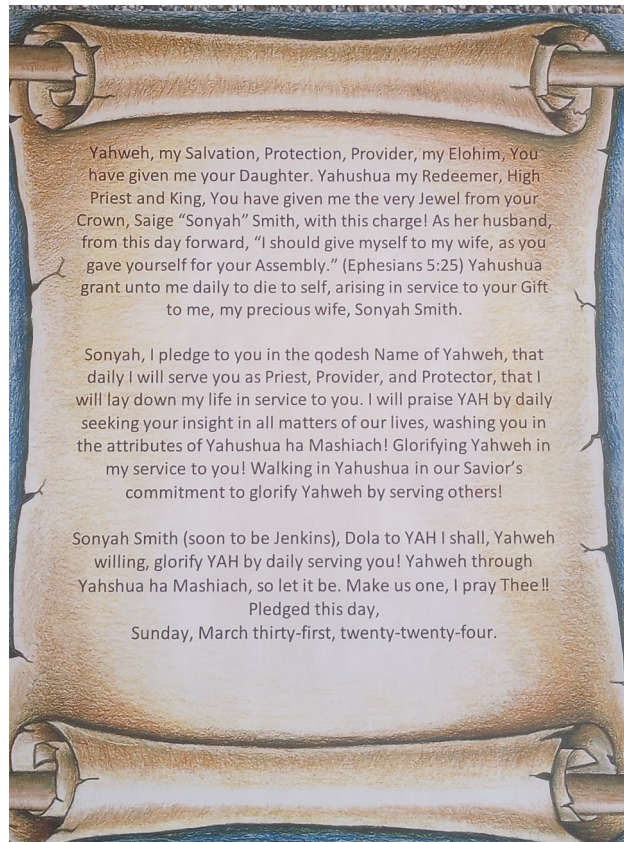 Yahweh, my Salvation, Protection, Provider, my Elohim, You
have given me your Daughter. Yahushua my Redeemer, High
Priest and King, You have given me the very Jewel from your
Crown, Saige “Sonyah” Smith, with this charge! As her husband,
from this day forward, “I should give myself to my wife, as you
gave yourself for your Assembly.” (Ephesians 5:25) Yahushua
grant unto me daily to die to self, arising in service to your Gift
to me, my precious wife, Sonyah Smith.
Sonyah, I pledge to you in the qodesh Name of Yahweh, that
daily I will serve you as Priest, Provider, and Protector, that I
will lay down my life in service to you. I will praise YAH by daily
seeking your insight in all matters of our lives, washing you in
the attributes of Yahushua ha Mashiach! Glorifying Yahweh in
my service to you! Walking in Yahushua in our Savior’s
commitment to glorify Yahweh by serving others!
Sonyah Smith (soon to be Jenkins), Dola to YAH I shall, Yahweh
willing, glorify YAH by daily serving you! Yahweh through
Yahshua ha Mashiach, so let it be. Make us one, I pray Thee!!
Pledged this day,
Sunday, March thirty-first, twenty-twenty-four.